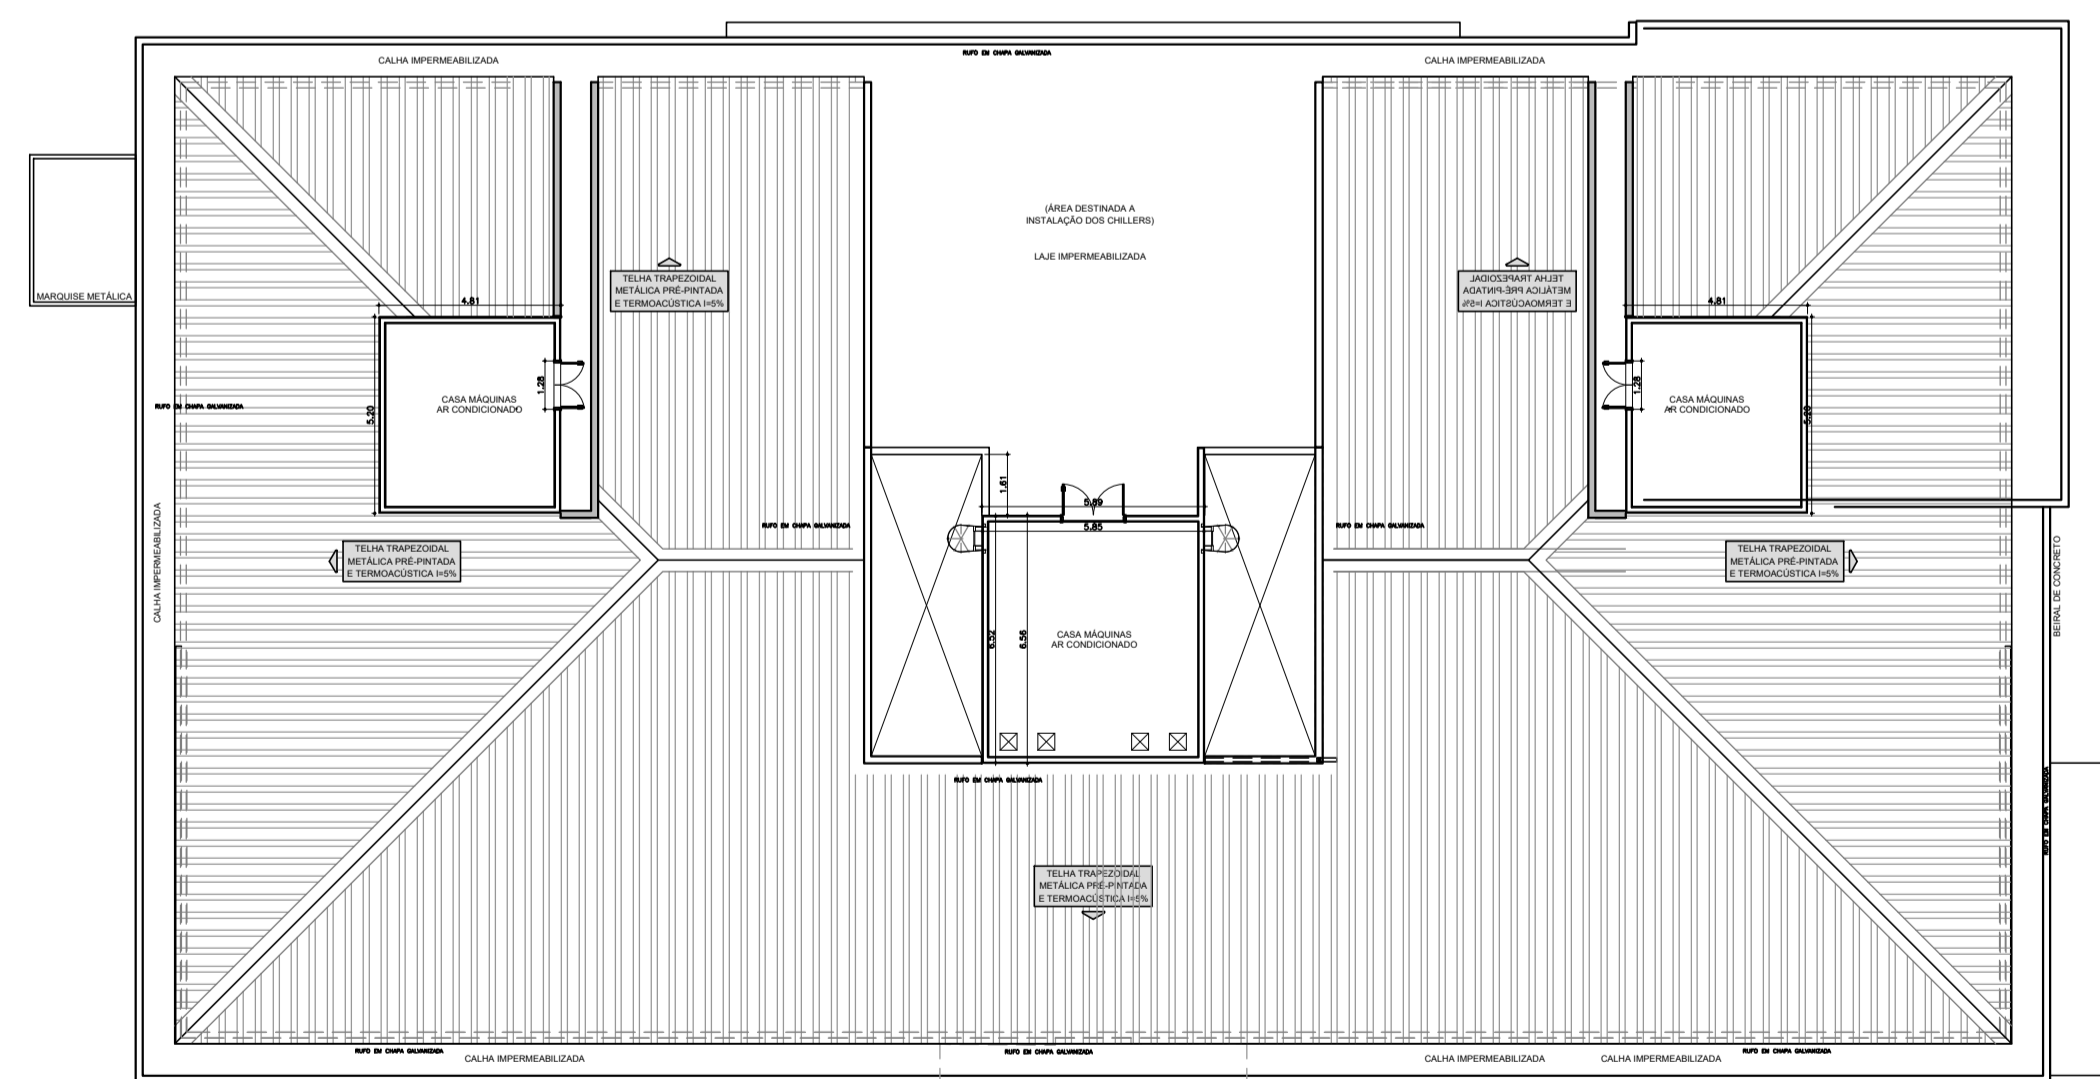 RUFO EM CHAPA GALVANIZADA
CALHA IMPERMEABILIZADA
CALHA IMPERMEABILIZADA
(ÁREA DESTINADA A
INSTALAÇÃO DOS CHILLERS)
LAJE IMPERMEABILIZADA
TELHA TRAPEZOIDAL
METÁLICA PRÉ-PINTADA
E TERMOACÚSTICA I=5%
TELHA TRAPEZOIDAL
METÁLICA PRÉ-PINTADA
E TERMOACÚSTICA I=5%
MARQUISE METÁLICA
4.81
4.81
1.28
1.28
CASA MÁQUINAS
AR CONDICIONADO
CASA MÁQUINAS
AR CONDICIONADO
RUFO EM CHAPA GALVANIZADA
5.20
5.20
1.61
5.89
5.85
RUFO EM CHAPA GALVANIZADA
RUFO EM CHAPA GALVANIZADA
CALHA IMPERMEABILIZADA
TELHA TRAPEZOIDAL
METÁLICA PRÉ-PINTADA
E TERMOACÚSTICA I=5%
TELHA TRAPEZOIDAL
METÁLICA PRÉ-PINTADA
E TERMOACÚSTICA I=5%
BEIRAL DE CONCRETO
6.52
6.56
CASA MÁQUINAS
AR CONDICIONADO
RUFO EM CHAPA GALVANIZADA
RUFO EM CHAPA GALVANIZADA
TELHA TRAPEZOIDAL
METÁLICA PRÉ-PINTADA
E TERMOACÚSTICA I=5%
RUFO EM CHAPA GALVANIZADA
CALHA IMPERMEABILIZADA
RUFO EM CHAPA GALVANIZADA
CALHA IMPERMEABILIZADA
CALHA IMPERMEABILIZADA
RUFO EM CHAPA GALVANIZADA